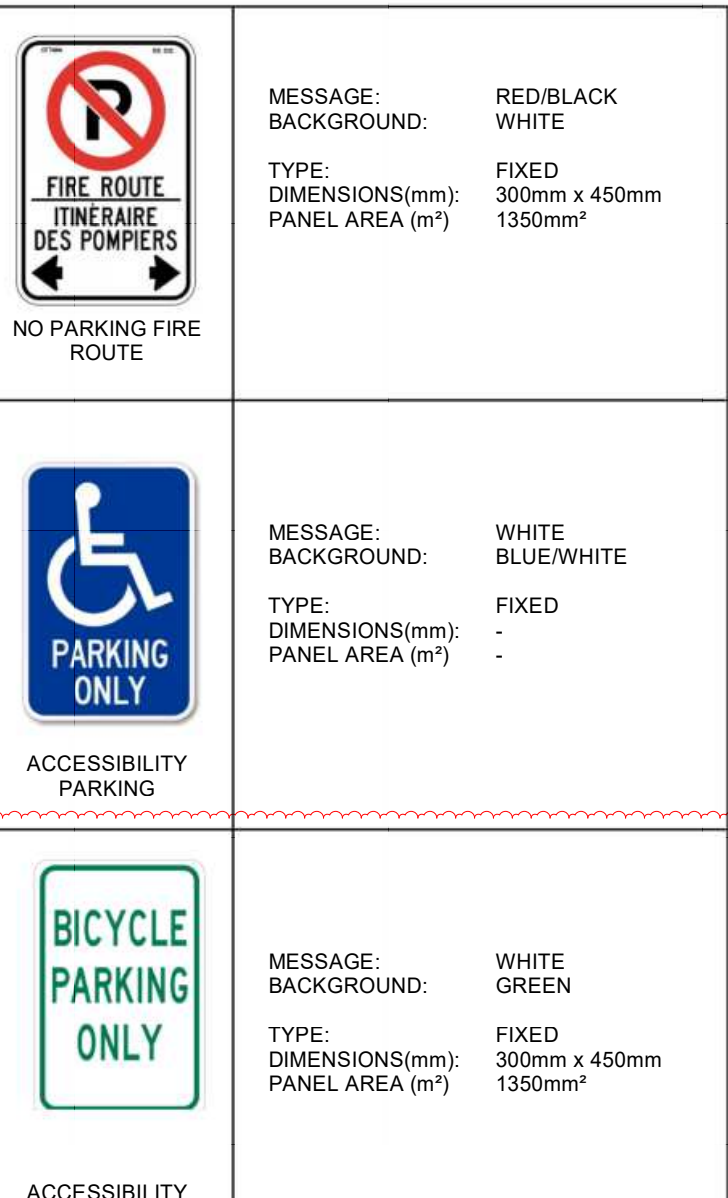 FIRE ROUTE
ITINÉRAIRE
DES POMPIERS
NO PARKING FIRE
ROUTE
MESSAGE: RED/BLACK
BACKGROUND: WHITE
TYPE: FIXED
DIMENSIONS(mm): 300mm x 450mm
PANEL AREA (m²) 1350mm²
PARKING
ONLY
ACCESSIBILITY
PARKING
MESSAGE: WHITE
BACKGROUND: BLUE/WHITE
TYPE: FIXED
DIMENSIONS(mm): -
PANEL AREA (m²) -
BICYCLE
PARKING
ONLY
ACCESSIBILITY
MESSAGE: WHITE
BACKGROUND: GREEN
TYPE: FIXED
DIMENSIONS(mm): 300mm x 450mm
PANEL AREA (m²) 1350mm²